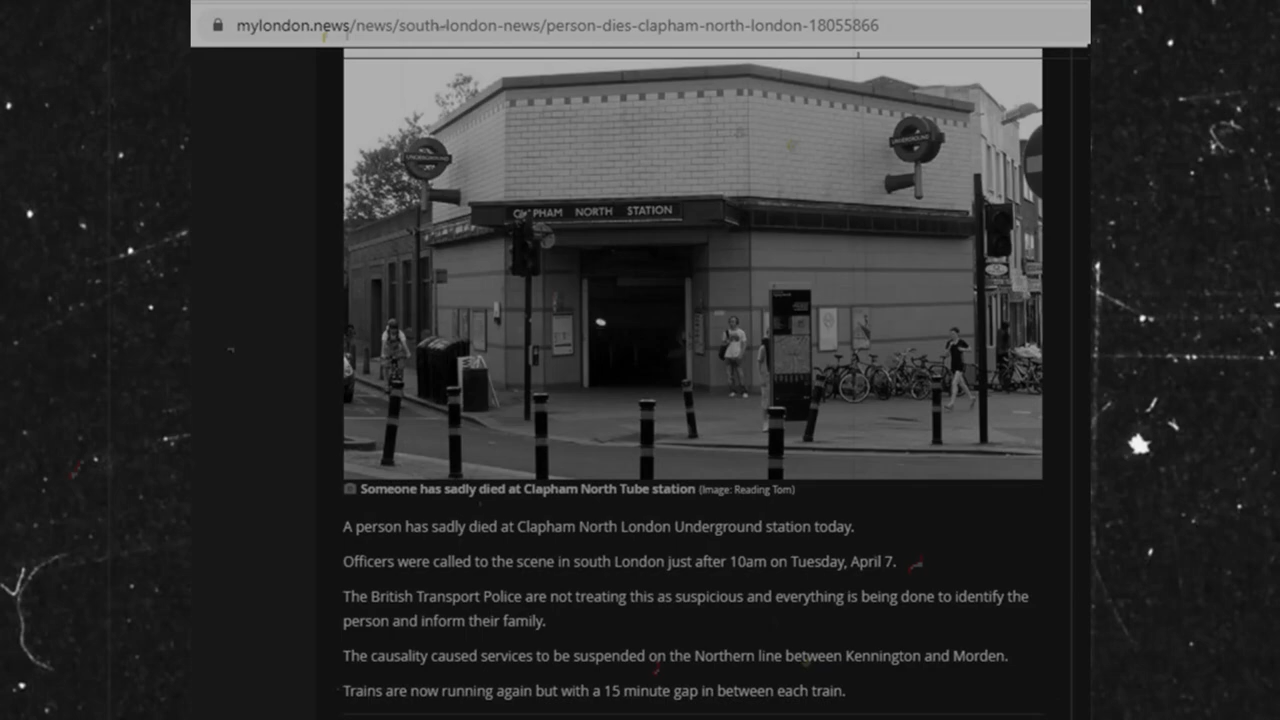 mylondon.news/news/south-london-news/person-dies-clapham-north-london-18055866
UNDERGROUND
UNDERGROUND
CLAPHAM NORTH STATION
Someone has sadly died at Clapham North Tube station (Image: Reading Tom)
A person has sadly died at Clapham North London Underground station today.
Officers were called to the scene in south London just after 10am on Tuesday, April 7.
The British Transport Police are not treating this as suspicious and everything is being done to identify the
person and inform their family.
The causality caused services to be suspended on the Northern line between Kennington and Morden.
Trains are now running again but with a 15 minute gap in between each train.